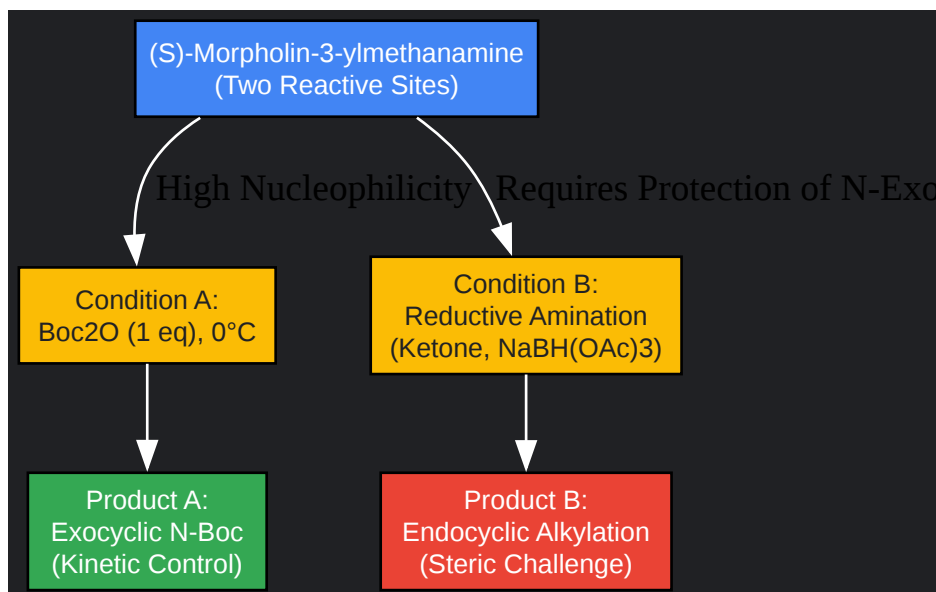 (S)-Morpholin-3-ylmethanamine
(Two Reactive Sites)
High Nucleophilicity
Requires Protection of N-Exo
Condition A:
Boc2O (1 eq), 0°C
Condition B:
Reductive Amination
(Ketone, NaBH(OAc)3)
Product A:
Exocyclic N-Boc
(Kinetic Control)
Product B:
Endocyclic Alkylation
(Steric Challenge)